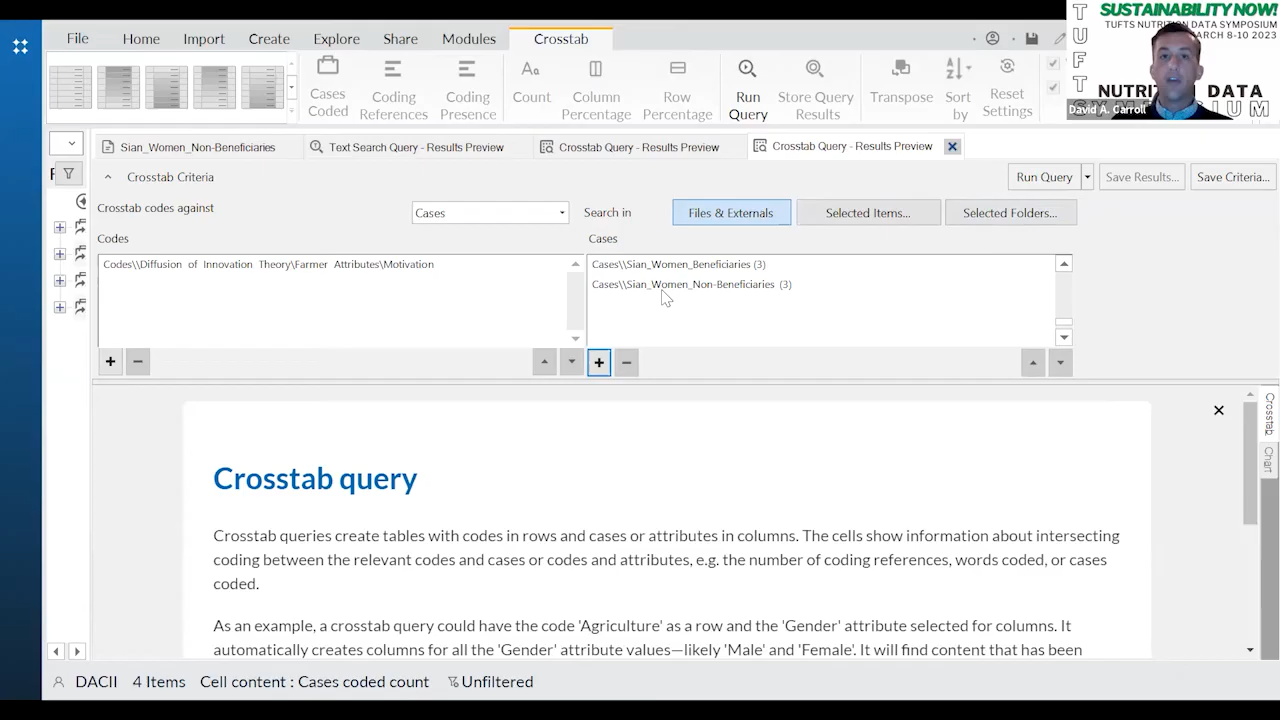 SUSTAINABILITY NOW!
TUFTS NUTRITION DATA SYMPOSIUM
MARCH 8-10 2023
TUFTS
NUTRITION DATA
David A. Carroll
File Home Import Create Explore Share Modules Crosstab
Cases Coded
Coding References
Coding Presence
Count
Column Percentage
Row Percentage
Run Query
Store Query Results
Transpose
Sort by
Reset Settings
Sian_Women_Non-Beneficiaries
Text Search Query - Results Preview
Crosstab Query - Results Preview
Crosstab Query - Results Preview
Crosstab Criteria
Run Query
Save Results...
Save Criteria...
Crosstab codes against
Cases
Search in
Files & Externals
Selected Items...
Selected Folders...
Codes
Cases
Codes\\Diffusion of Innovation Theory\Farmer Attributes\Motivation
Cases\\Sian_Women_Beneficiaries (3)
Cases\\Sian_Women_Non-Beneficiaries (3)
Crosstab
Chart
Crosstab query
Crosstab queries create tables with codes in rows and cases or attributes in columns. The cells show information about intersecting
coding between the relevant codes and cases or codes and attributes, e.g. the number of coding references, words coded, or cases
coded.
As an example, a crosstab query could have the code 'Agriculture' as a row and the 'Gender' attribute selected for columns. It
automatically creates columns for all the 'Gender' attribute values—likely 'Male' and 'Female'. It will find content that has been
DACII 4 Items Cell content : Cases coded count Unfiltered